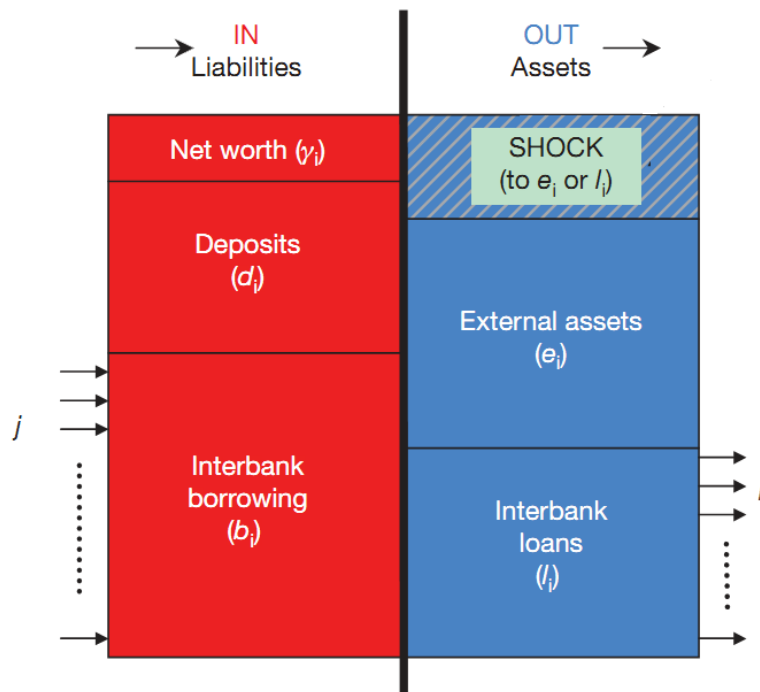 IN
Liabilities
OUT
Assets
Net worth (γi)
SHOCK
(to ei or li)
Deposits
(di)
External assets
(ei)
j
Interbank
borrowing
(bi)
Interbank
loans
(li)